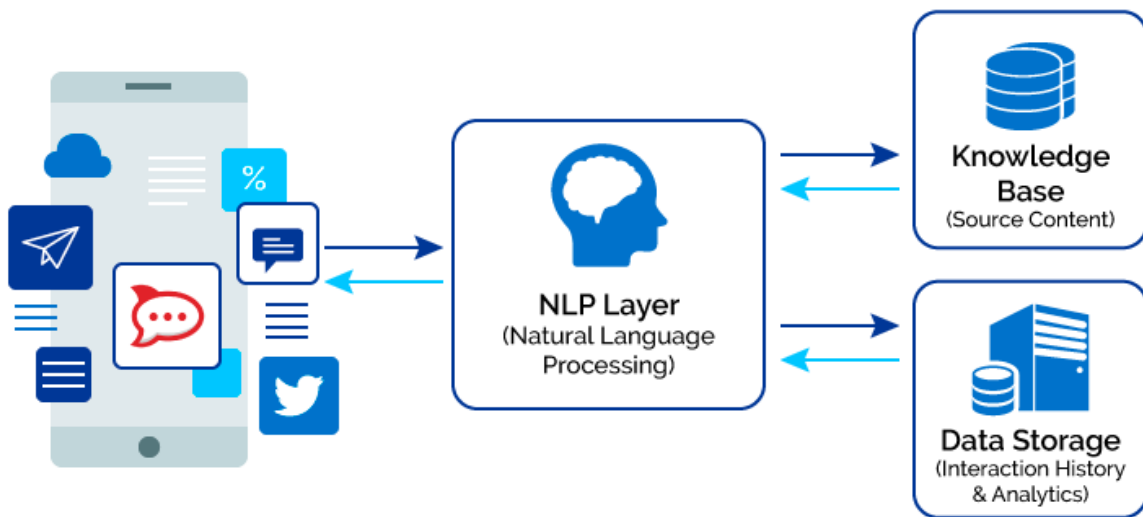 %
NLP Layer
(Natural Language
Processing)
Knowledge
Base
(Source Content)
Data Storage
(Interaction History
& Analytics)